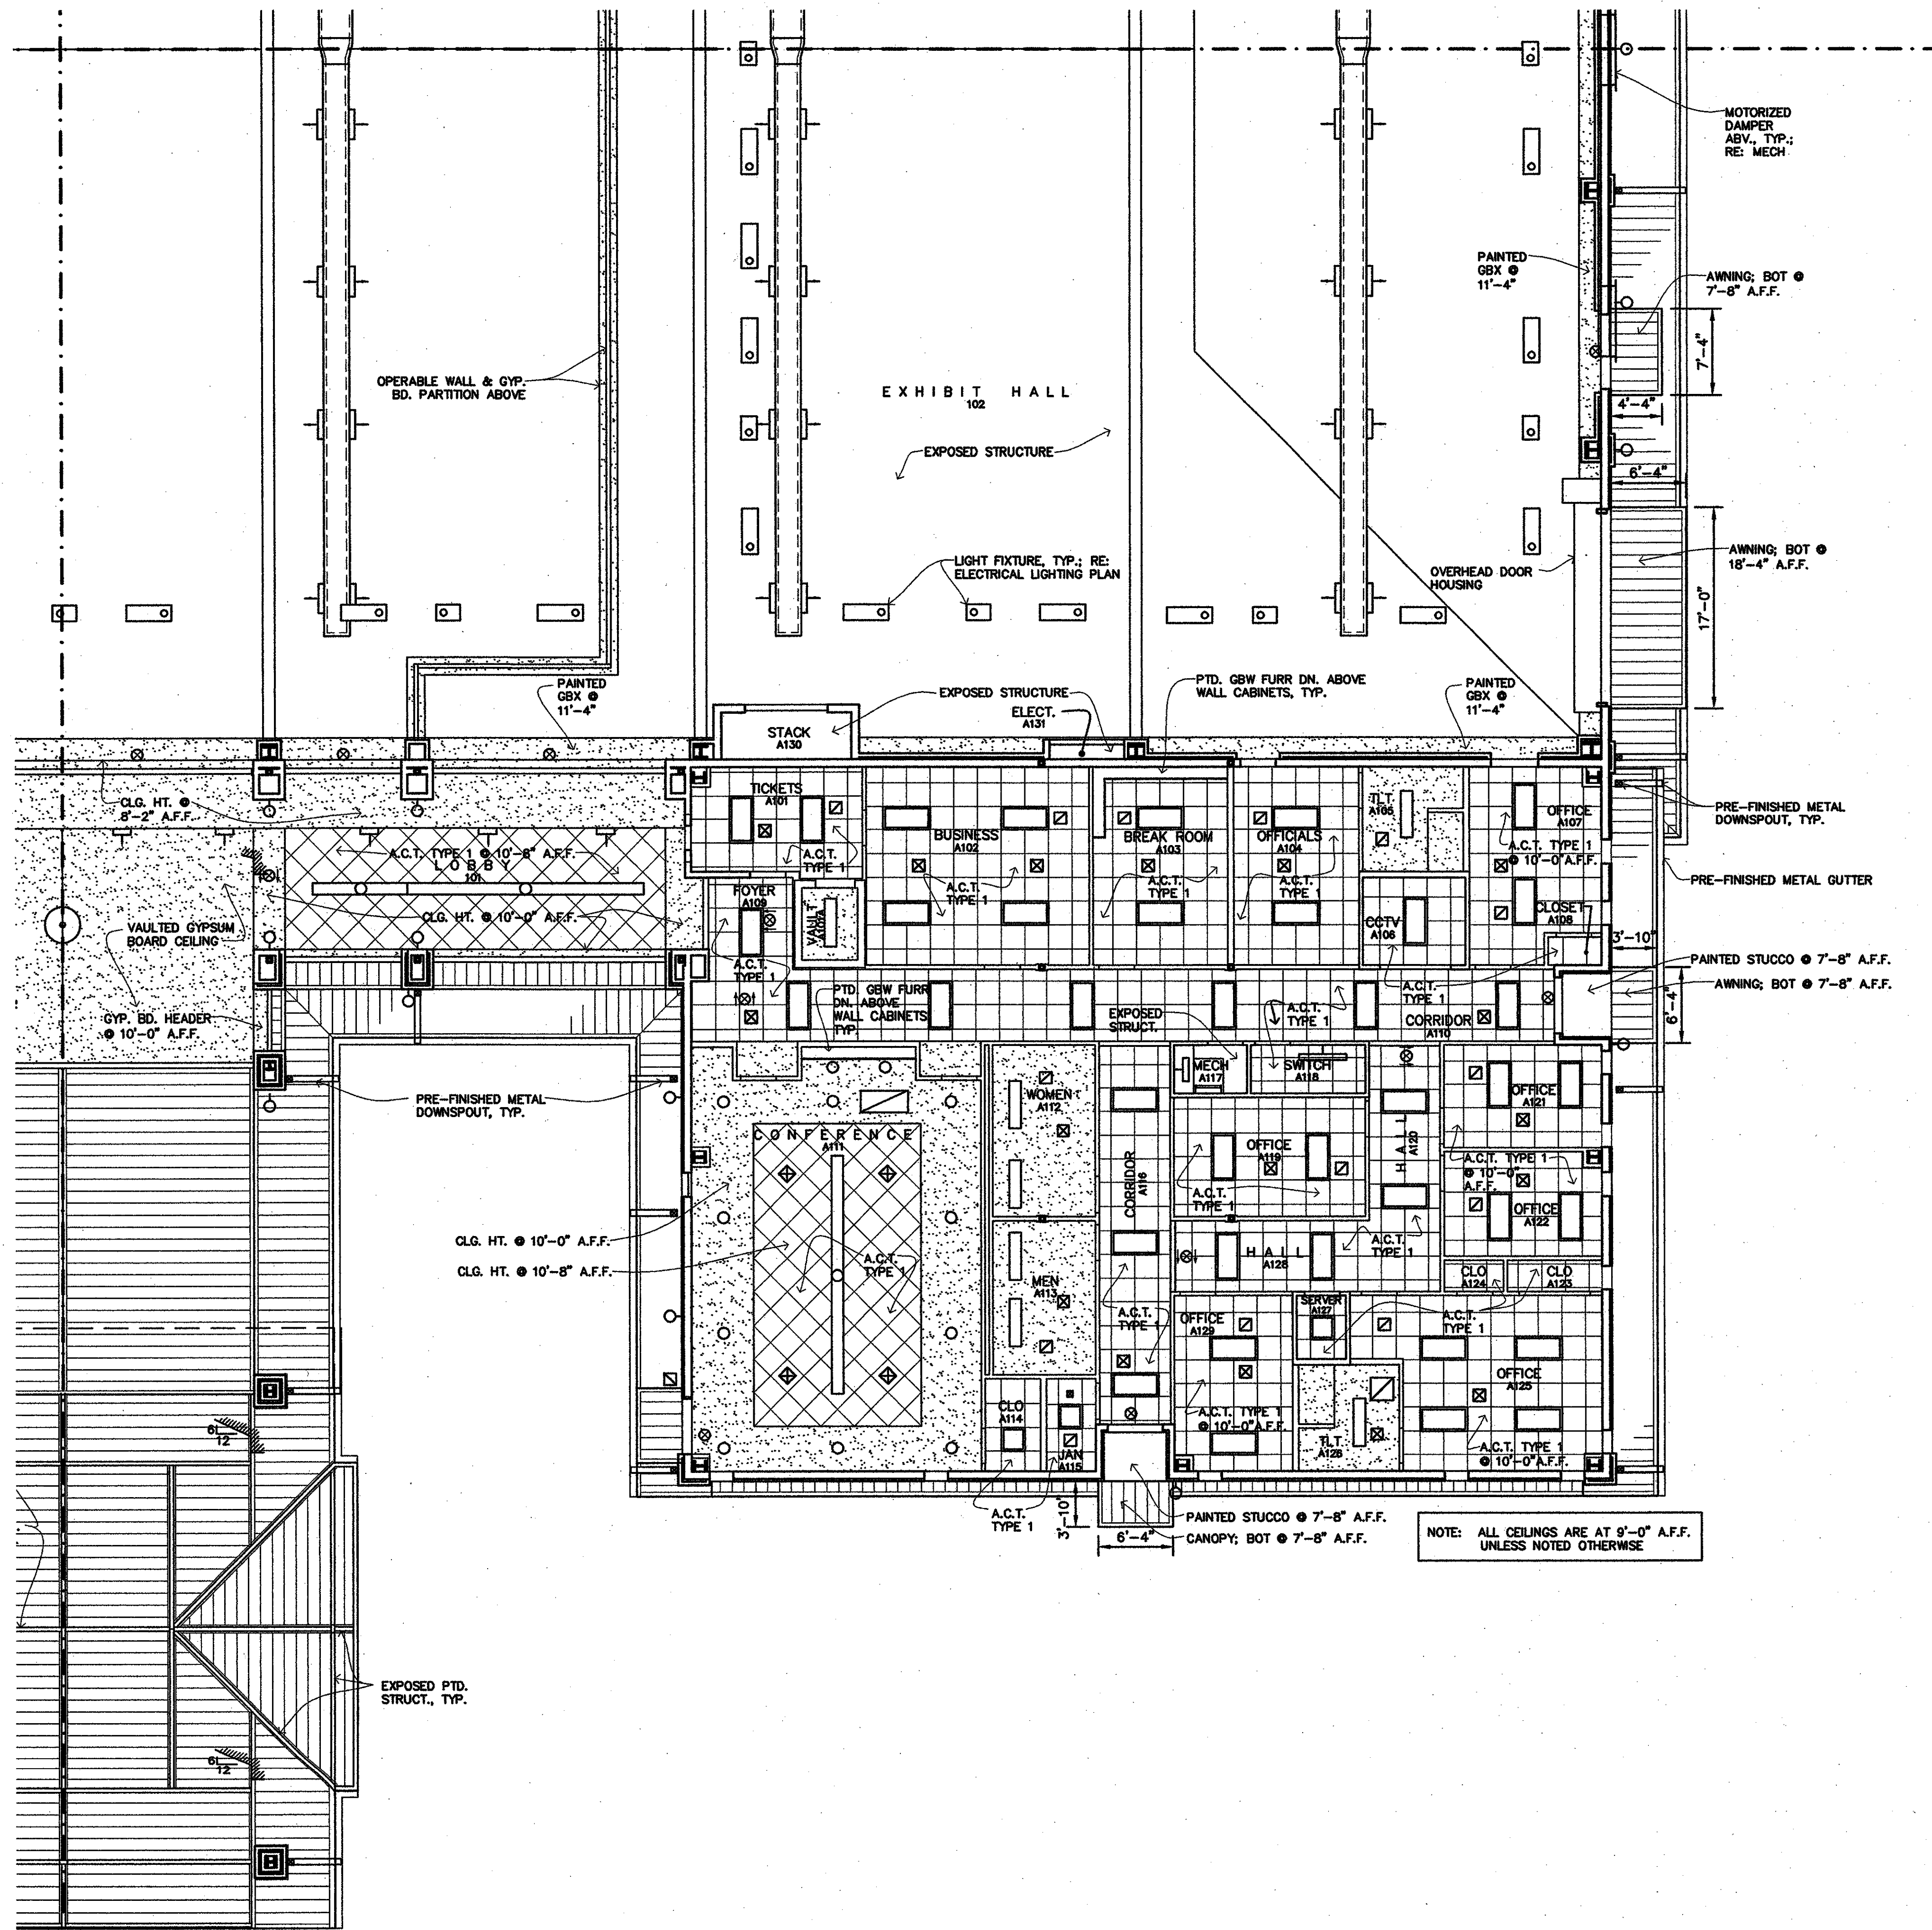 MOTORIZED
DAMPER
ABV., TYP.;
RE: MECH
PAINTED
GBX @
11'-4"
AWNING; BOT @
7'-8" A.F.F.
7'-4"
4'-4"
OPERABLE WALL & GYP.
BD. PARTITION ABOVE
EXHIBIT HALL
102
EXPOSED STRUCTURE
6'-4"
AWNING; BOT @
18'-4" A.F.F.
LIGHT FIXTURE, TYP.; RE:
ELECTRICAL LIGHTING PLAN
OVERHEAD DOOR
HOUSING
17'-0"
PAINTED
GBX @
11'-4"
EXPOSED STRUCTURE
ELECT.
A131
PTD. GBW FURR DN. ABOVE
WALL CABINETS, TYP.
PAINTED
GBX @
11'-4"
STACK
A130
CLG. HT. @
8'-2" A.F.F.
TICKETS
A101
A.C.T.
TYPE 1
BUSINESS
A102
A.C.T.
TYPE 1
BREAK ROOM
A103
A.C.T.
TYPE 1
OFFICIALS
A104
A.C.T.
TYPE 1
TLT
A105
OFFICE
A107
A.C.T. TYPE 1
@ 10'-0"A.F.F.
PRE-FINISHED METAL
DOWNSPOUT, TYP.
A.C.T. TYPE 1 @ 10'-8" A.F.F.
LOBBY
101
CLG. HT. @ 10'-0" A.F.F.
PRE-FINISHED METAL GUTTER
FOYER
A109
A.C.T.
TYPE 1
VAULT
CCTV
A106
CLOSET
A108
3'-10"
VAULTED GYPSUM
BOARD CEILING
PAINTED STUCCO @ 7'-8" A.F.F.
AWNING; BOT @ 7'-8" A.F.F.
6'-4"
GYP. BD. HEADER
@ 10'-0" A.F.F.
PTD. GBW FURR
DN. ABOVE
WALL CABINETS
TYP.
EXPOSED
STRUCT.
A.C.T.
TYPE 1
A.C.T.
TYPE 1
CORRIDOR
A110
PRE-FINISHED METAL
DOWNSPOUT, TYP.
MECH
A117
SWITCH
A118
WOMEN
A112
CONFERENCE
A111
CORRIDOR
A116
OFFICE
A119
A.C.T.
TYPE 1
HALL
A120
OFFICE
A121
A.C.T. TYPE 1
@ 10'-0"
A.F.F.
OFFICE
A122
CLG. HT. @ 10'-0" A.F.F.
CLG. HT. @ 10'-8" A.F.F.
A.C.T.
TYPE 1
MEN
A113
HALL
A128
A.C.T.
TYPE 1
CLO
A124
CLO
A123
A.C.T.
TYPE 1
OFFICE
A129
SERVER
A127
A.C.T.
TYPE 1
OFFICE
A125
A.C.T. TYPE 1
@ 10'-0"A.F.F.
A.C.T. TYPE 1
@ 10'-0"A.F.F.
CLO
A114
JAN
A115
TLT
A126
6
12
A.C.T.
TYPE 1
3'-10"
6'-4"
PAINTED STUCCO @ 7'-8" A.F.F.
CANOPY; BOT @ 7'-8" A.F.F.
NOTE: ALL CEILINGS ARE AT 9'-0" A.F.F.
UNLESS NOTED OTHERWISE
EXPOSED PTD.
STRUCT., TYP.
6
12